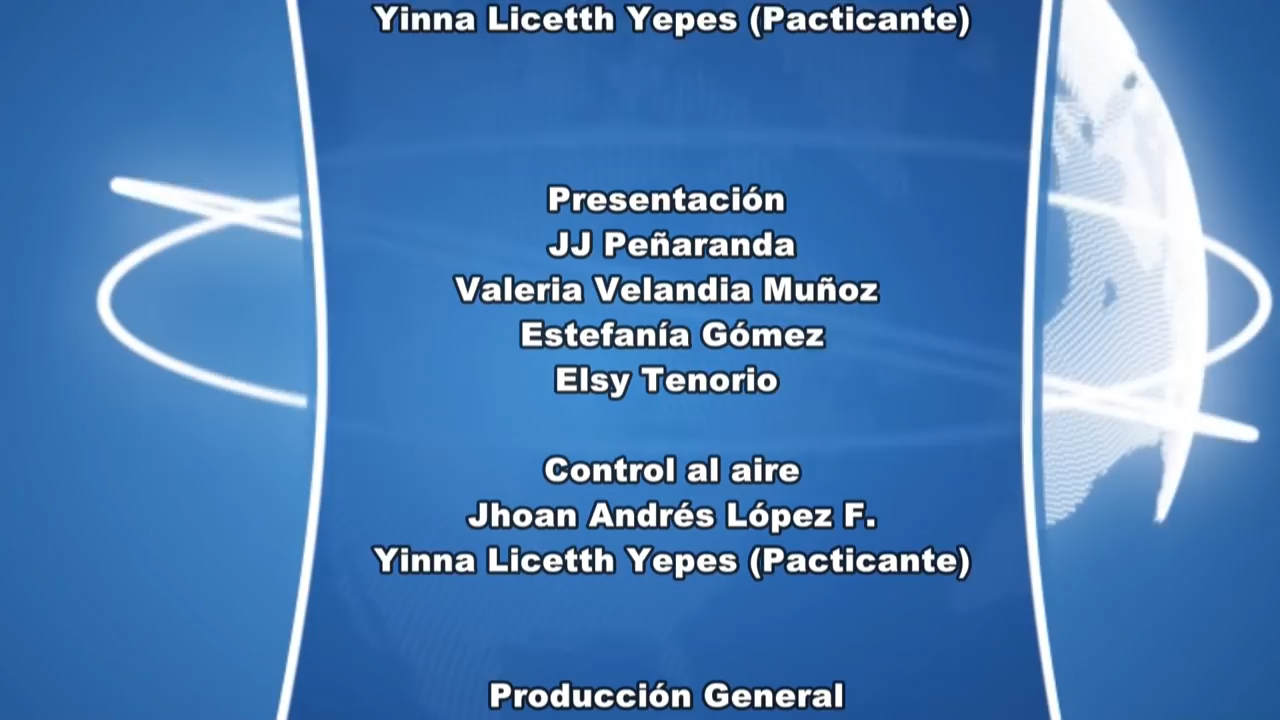 Yinna Licetth Yepes (Pacticante)
Presentación
JJ Peñaranda
Valeria Velandia Muñoz
Estefanía Gómez
Elsy Tenorio
Control al aire
Jhoan Andrés López F.
Yinna Licetth Yepes (Pacticante)
Producción General